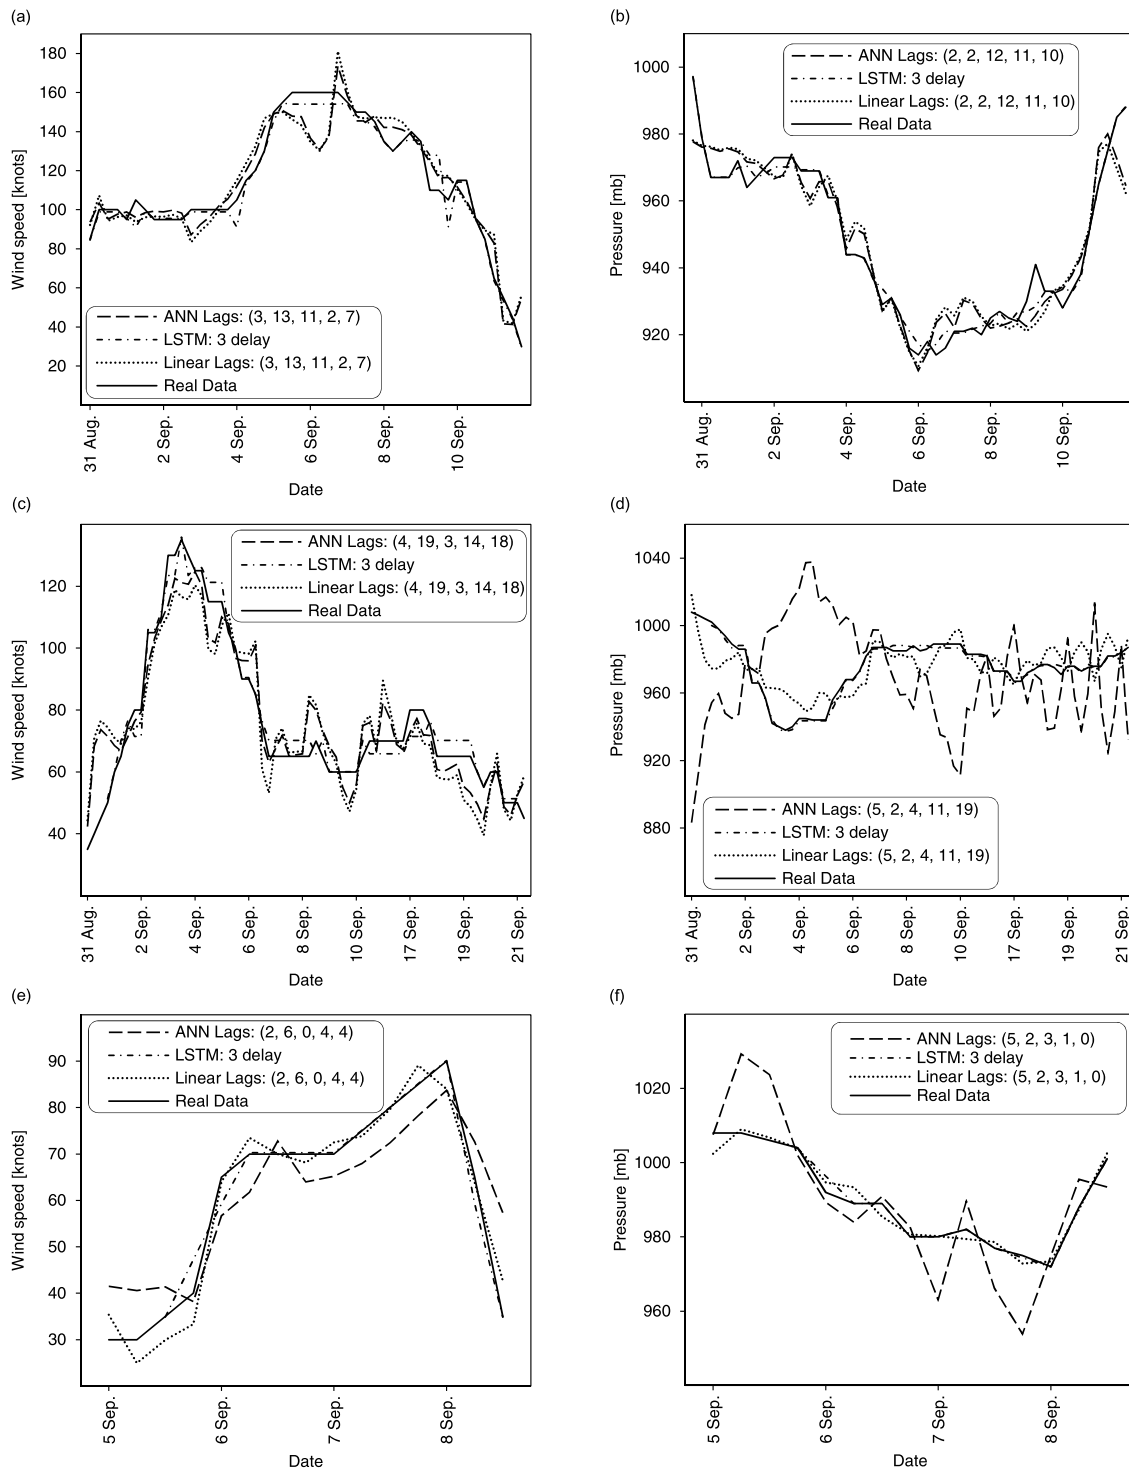 (a)
Wind speed [knots]
180
160
140
120
100
80
60
40
20
ANN Lags: (3, 13, 11, 2, 7)
LSTM: 3 delay
Linear Lags: (3, 13, 11, 2, 7)
Real Data
31 Aug.
2 Sep.
4 Sep.
6 Sep.
8 Sep.
10 Sep.
Date
(b)
Pressure [mb]
1000
980
960
940
920
ANN Lags: (2, 2, 12, 11, 10)
LSTM: 3 delay
Linear Lags: (2, 2, 12, 11, 10)
Real Data
31 Aug.
2 Sep.
4 Sep.
6 Sep.
8 Sep.
10 Sep.
Date
(c)
Wind speed [knots]
120
100
80
60
40
ANN Lags: (4, 19, 3, 14, 18)
LSTM: 3 delay
Linear Lags: (4, 19, 3, 14, 18)
Real Data
31 Aug.
2 Sep.
4 Sep.
6 Sep.
8 Sep.
10 Sep.
17 Sep.
19 Sep.
21 Sep.
Date
(d)
Pressure [mb]
1040
1000
960
920
880
ANN Lags: (5, 2, 4, 11, 19)
LSTM: 3 delay
Linear Lags: (5, 2, 4, 11, 19)
Real Data
31 Aug.
2 Sep.
4 Sep.
6 Sep.
8 Sep.
10 Sep.
17 Sep.
19 Sep.
21 Sep.
Date
(e)
Wind speed [knots]
90
80
70
60
50
40
30
ANN Lags: (2, 6, 0, 4, 4)
LSTM: 3 delay
Linear Lags: (2, 6, 0, 4, 4)
Real Data
5 Sep.
6 Sep.
7 Sep.
8 Sep.
Date
(f)
Pressure [mb]
1020
1000
980
960
ANN Lags: (5, 2, 3, 1, 0)
LSTM: 3 delay
Linear Lags: (5, 2, 3, 1, 0)
Real Data
5 Sep.
6 Sep.
7 Sep.
8 Sep.
Date